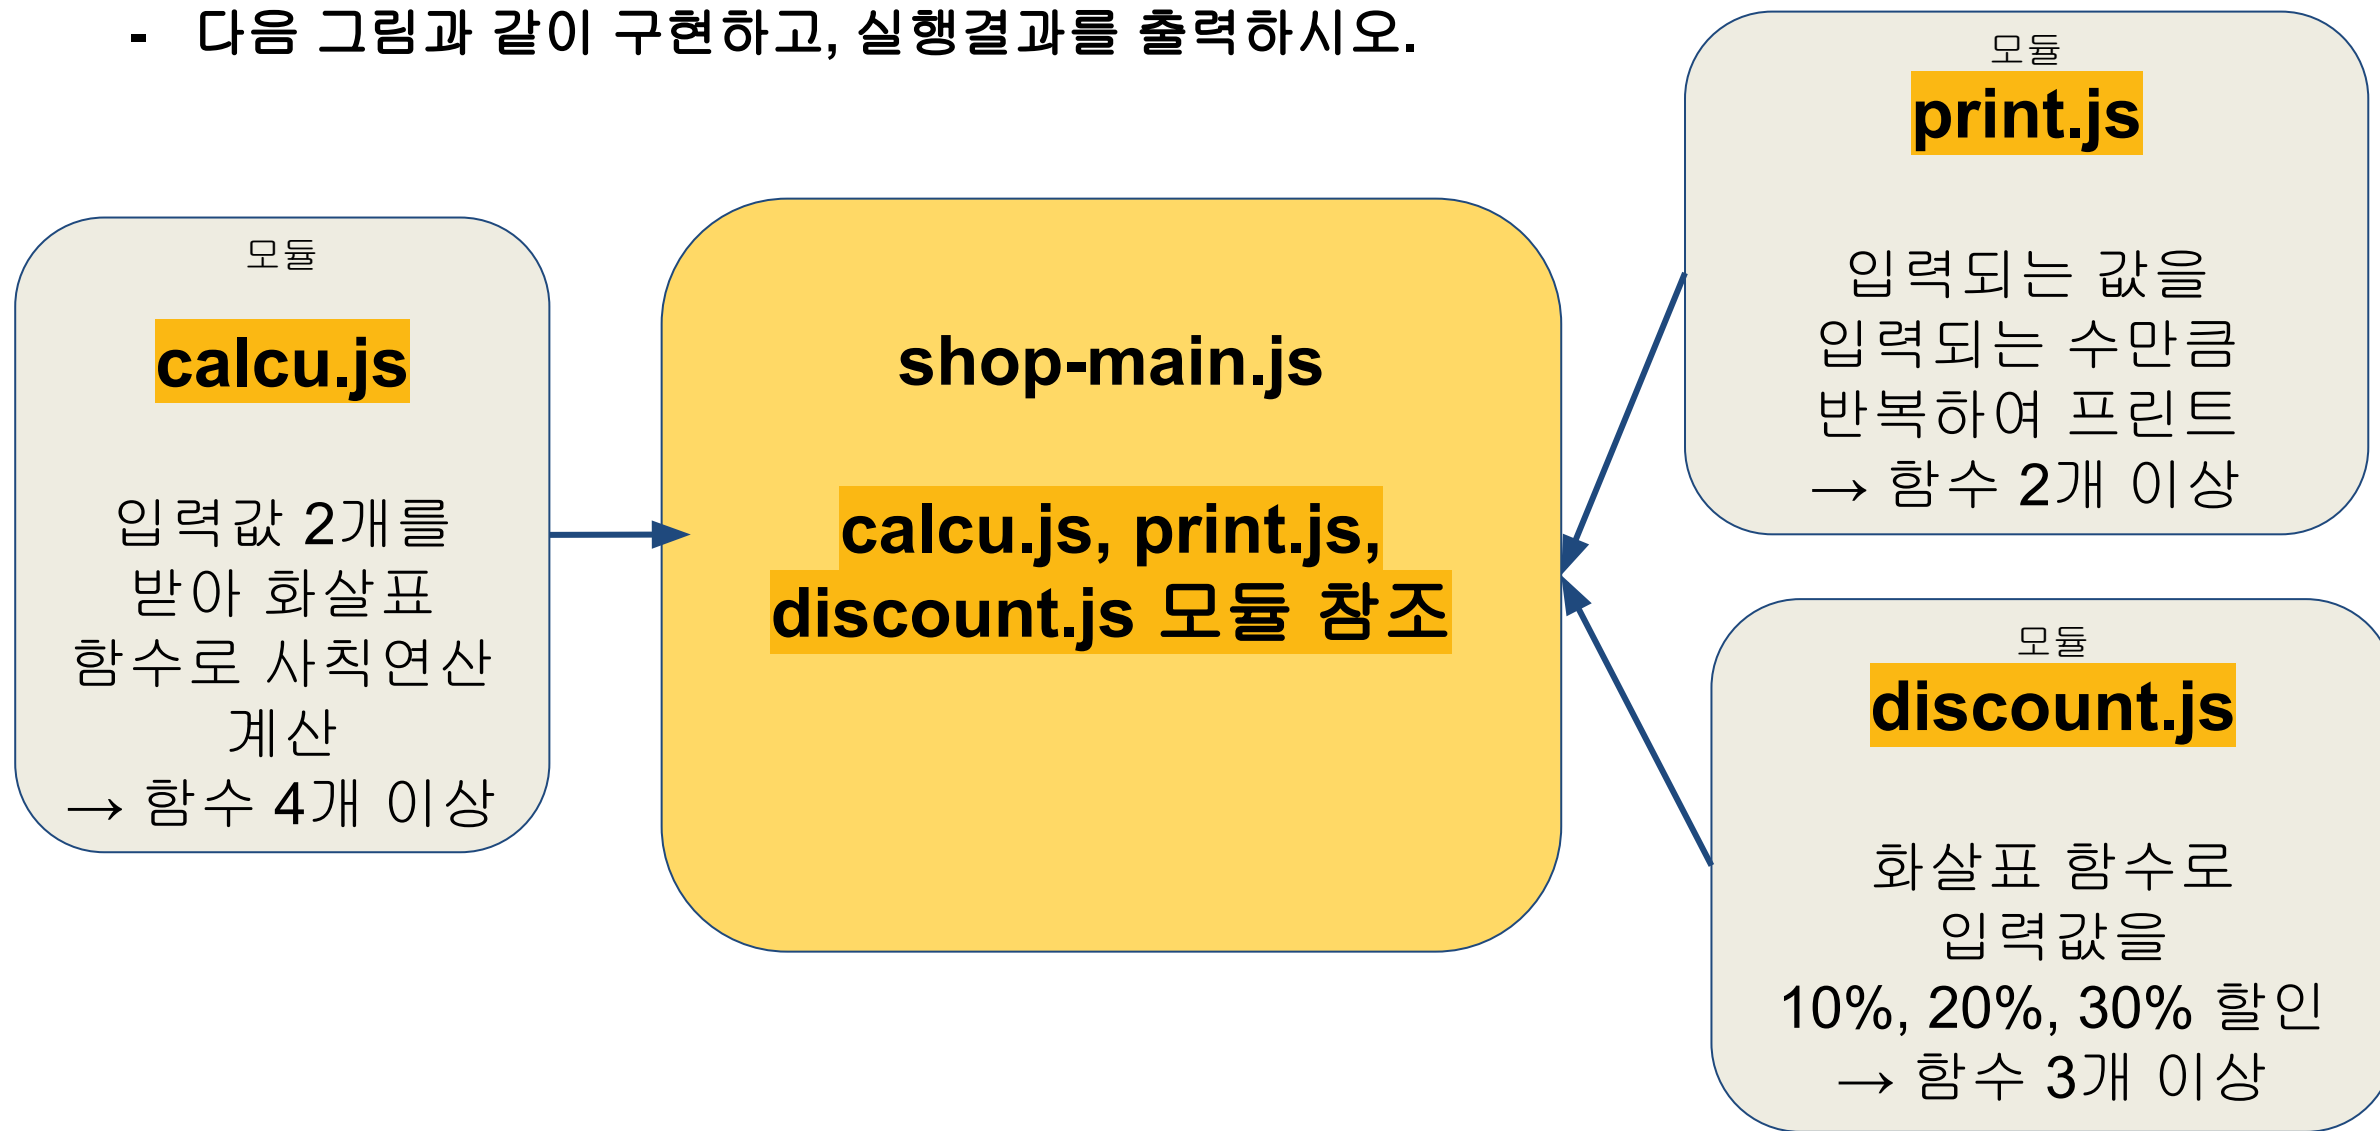 - 다음 그림과 같이 구현하고, 실행결과를 출력하시오.
모듈
calcu.js
입력값 2개를
받아 화살표
함수로 사칙연산
계산
→ 함수 4개 이상
shop-main.js
calcu.js, print.js,
discount.js 모듈 참조
모듈
print.js
입력되는 값을
입력되는 수만큼
반복하여 프린트
→ 함수 2개 이상
모듈
discount.js
화살표 함수로
입력값을
10%, 20%, 30% 할인
→ 함수 3개 이상